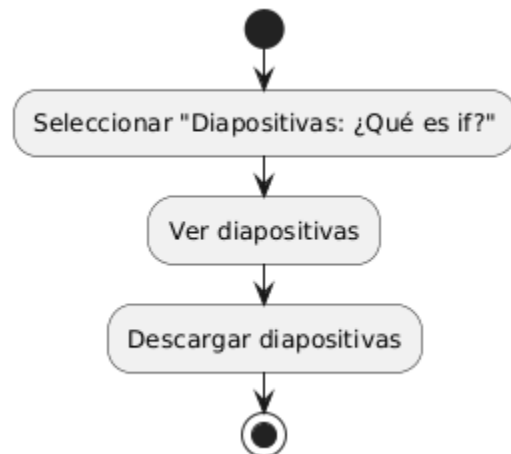 Seleccionar "Diapositivas: ¿Qué es if?"
Ver diapositivas
Descargar diapositivas